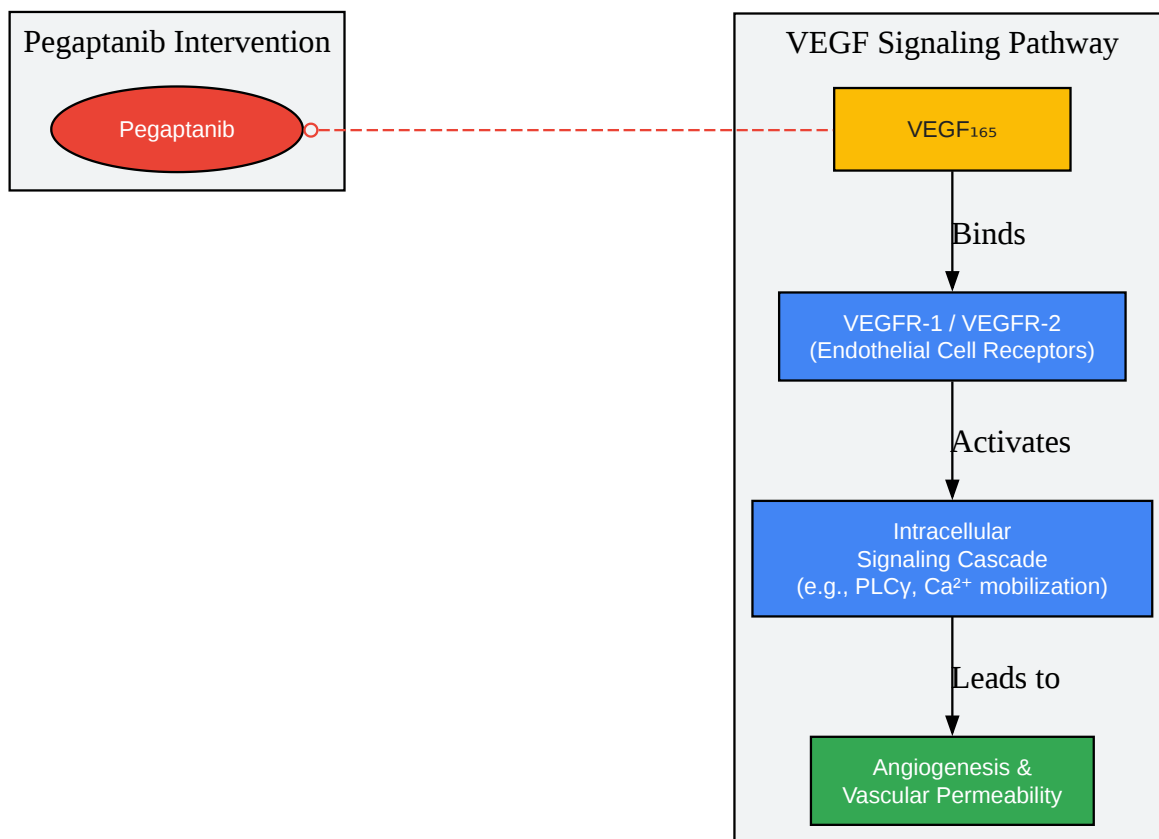 Pegaptanib Intervention
Pegaptanib
VEGF Signaling Pathway
VEGF₁₆₅
Binds
VEGFR-1 / VEGFR-2
(Endothelial Cell Receptors)
Activates
Intracellular
Signaling Cascade
(e.g., PLCγ, Ca²⁺ mobilization)
Leads to
Angiogenesis &
Vascular Permeability